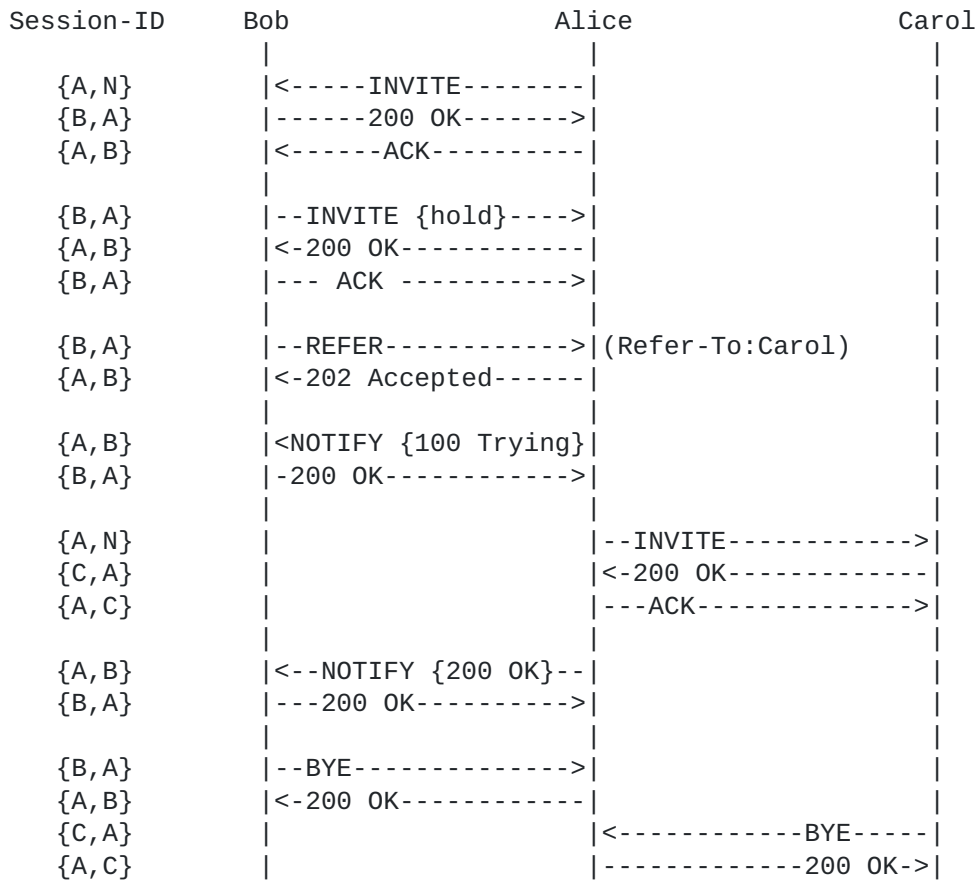 Session-ID     Bob                  Alice                 Carol
                |                    |                     |
   {A,N}        |<-----INVITE--------|                     |
   {B,A}        |------200 OK------->|                     |
   {A,B}        |<------ACK----------|                     |
                |                    |                     |
   {B,A}        |--INVITE {hold}---->|                     |
   {A,B}        |<-200 OK------------|                     |
   {B,A}        |--- ACK ----------->|                     |
                |                    |                     |
   {B,A}        |--REFER------------>|(Refer-To:Carol)     |
   {A,B}        |<-202 Accepted------|                     |
                |                    |                     |
   {A,B}        |<NOTIFY {100 Trying}|                     |
   {B,A}        |-200 OK------------>|                     |
                |                    |                     |
   {A,N}        |                    |--INVITE------------>|
   {C,A}        |                    |<-200 OK-------------|
   {A,C}        |                    |---ACK-------------->|
                |                    |                     |
   {A,B}        |<--NOTIFY {200 OK}--|                     |
   {B,A}        |---200 OK---------->|                     |
                |                    |                     |
   {B,A}        |--BYE-------------->|                     |
   {A,B}        |<-200 OK------------|                     |
   {C,A}        |                    |<------------BYE-----|
   {A,C}        |                    |-------------200 OK->|